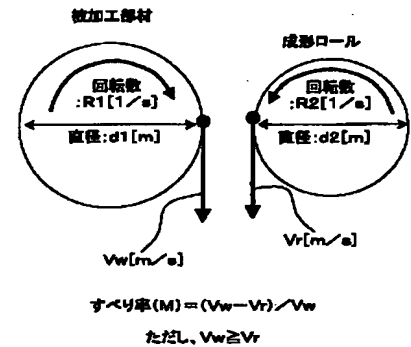 被加工部材
成形ロール
回転数
:R1[1/s]
回転数
:R2[1/s]
直径:d1[m]
直径:d2[m]
Vw[m/s]
Vr[m/s]
すべり率(M)=(Vw-Vr)/Vw
ただし、Vw≧Vr